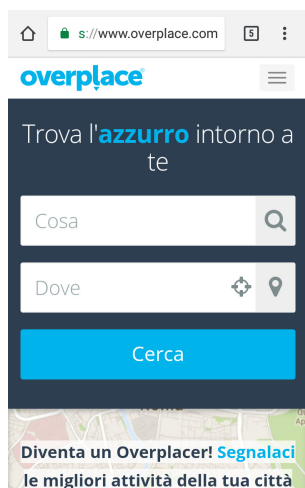 s://www.overplace.com
5
overplace
Trova l'azzurro intorno a
te
Cosa
Dove
Cerca
Roma
Diventa un Overplacer! Segnalaci
le migliori attività della tua città